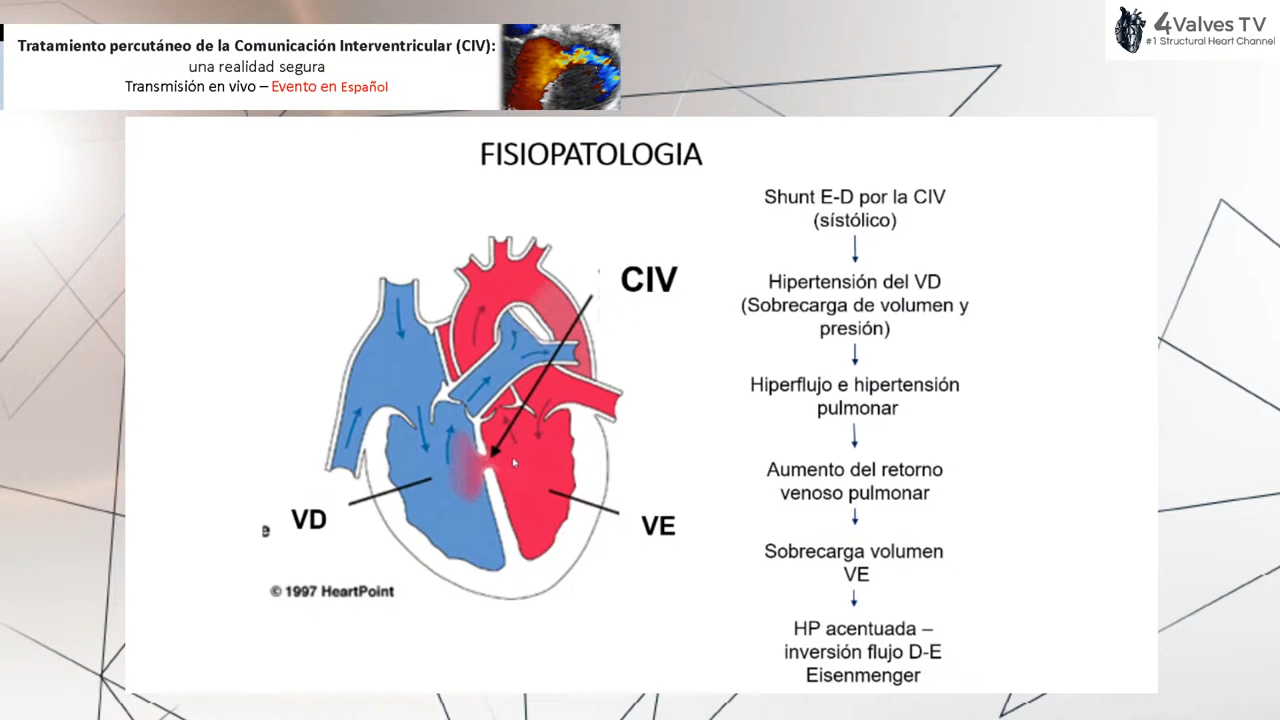 Tratamiento percutáneo de la Comunicación Interventricular (CIV):
una realidad segura
Transmisión en vivo – Evento en Español
4Valves TV
#1 Structural Heart Channel
FISIOPATOLOGIA
CIV
VD
VE
e
© 1997 HeartPoint
Shunt E-D por la CIV
(sístólico)
Hipertensión del VD
(Sobrecarga de volumen y
presión)
Hiperflujo e hipertensión
pulmonar
Aumento del retorno
venoso pulmonar
Sobrecarga volumen
VE
HP acentuada –
inversión flujo D-E
Eisenmenger